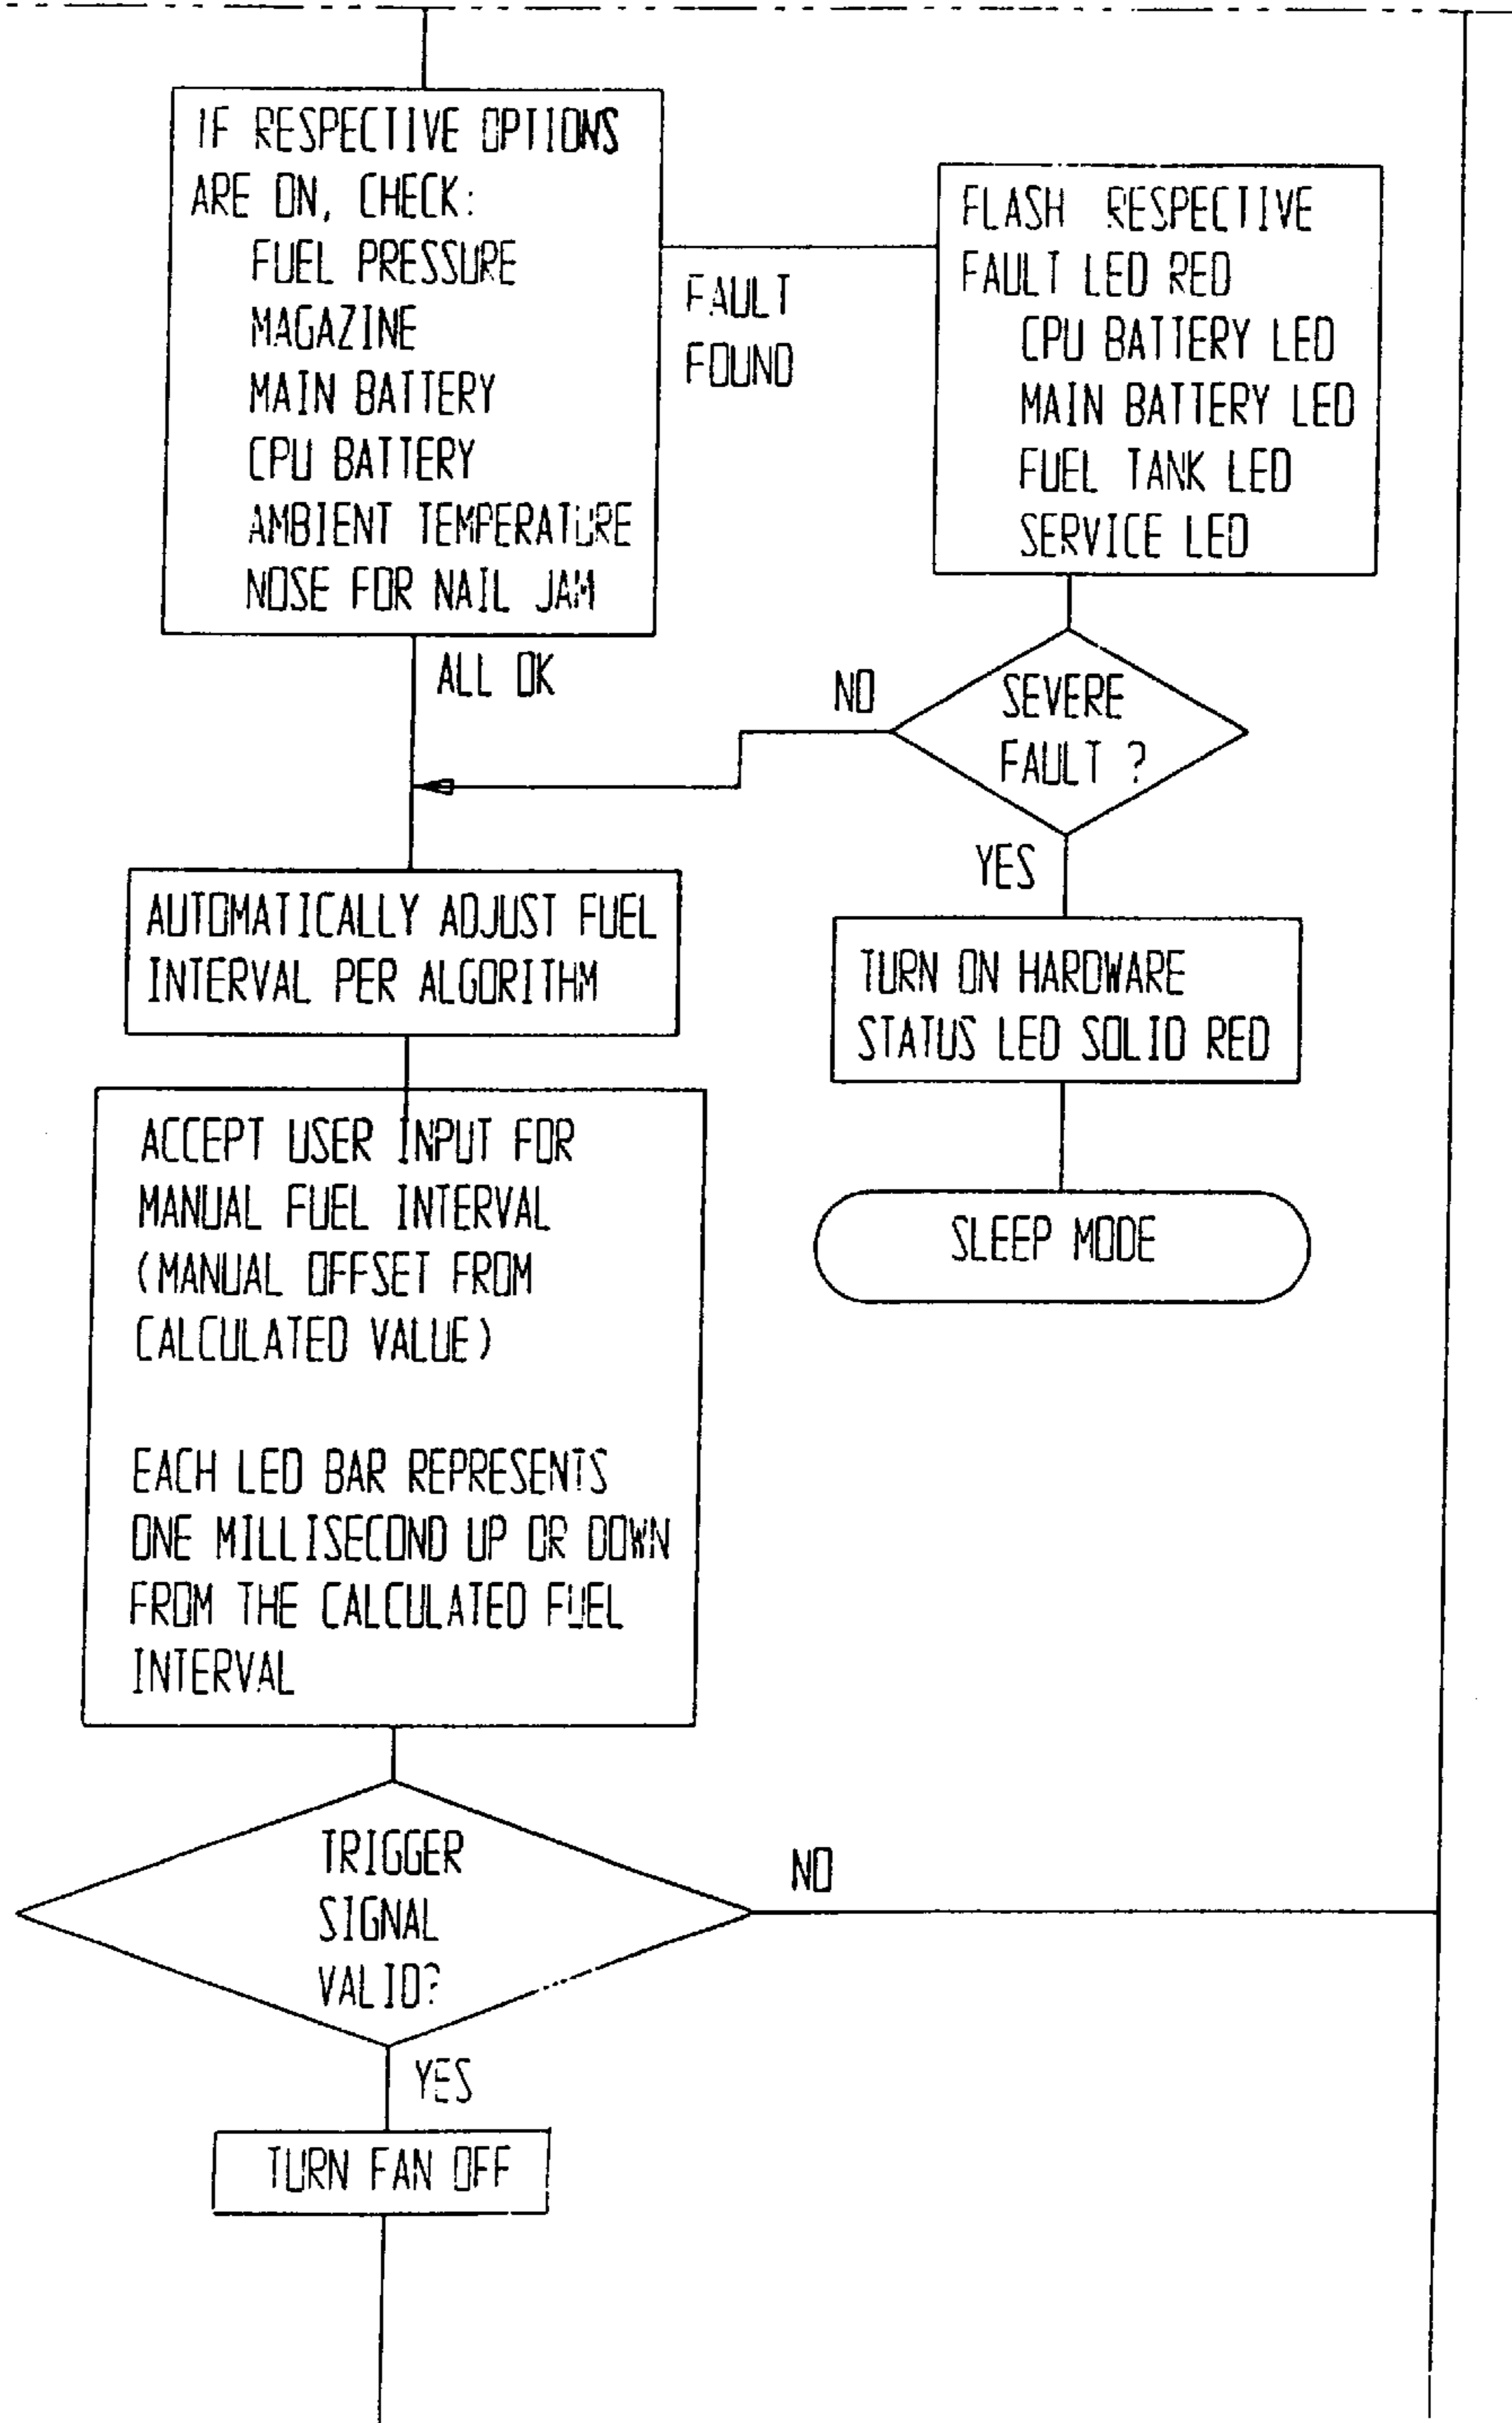 IF RESPECTIVE OPTIONS
ARE ON, CHECK:
FUEL PRESSURE
MAGAZINE
MAIN BATTERY
CPU BATTERY
AMBIENT TEMPERATURE
NOSE FOR NAIL JAM
FAULT
FOUND
FLASH RESPECTIVE
FAULT LED RED
CPU BATTERY LED
MAIN BATTERY LED
FUEL TANK LED
SERVICE LED
ALL OK
NO
SEVERE
FAULT ?
YES
AUTOMATICALLY ADJUST FUEL
INTERVAL PER ALGORITHM
TURN ON HARDWARE
STATUS LED SOLID RED
SLEEP MODE
ACCEPT USER INPUT FOR
MANUAL FUEL INTERVAL
(MANUAL OFFSET FROM
CALCULATED VALUE)
EACH LED BAR REPRESENTS
ONE MILLISECOND UP OR DOWN
FROM THE CALCULATED FUEL
INTERVAL
TRIGGER
SIGNAL
VALID?
NO
YES
TURN FAN OFF